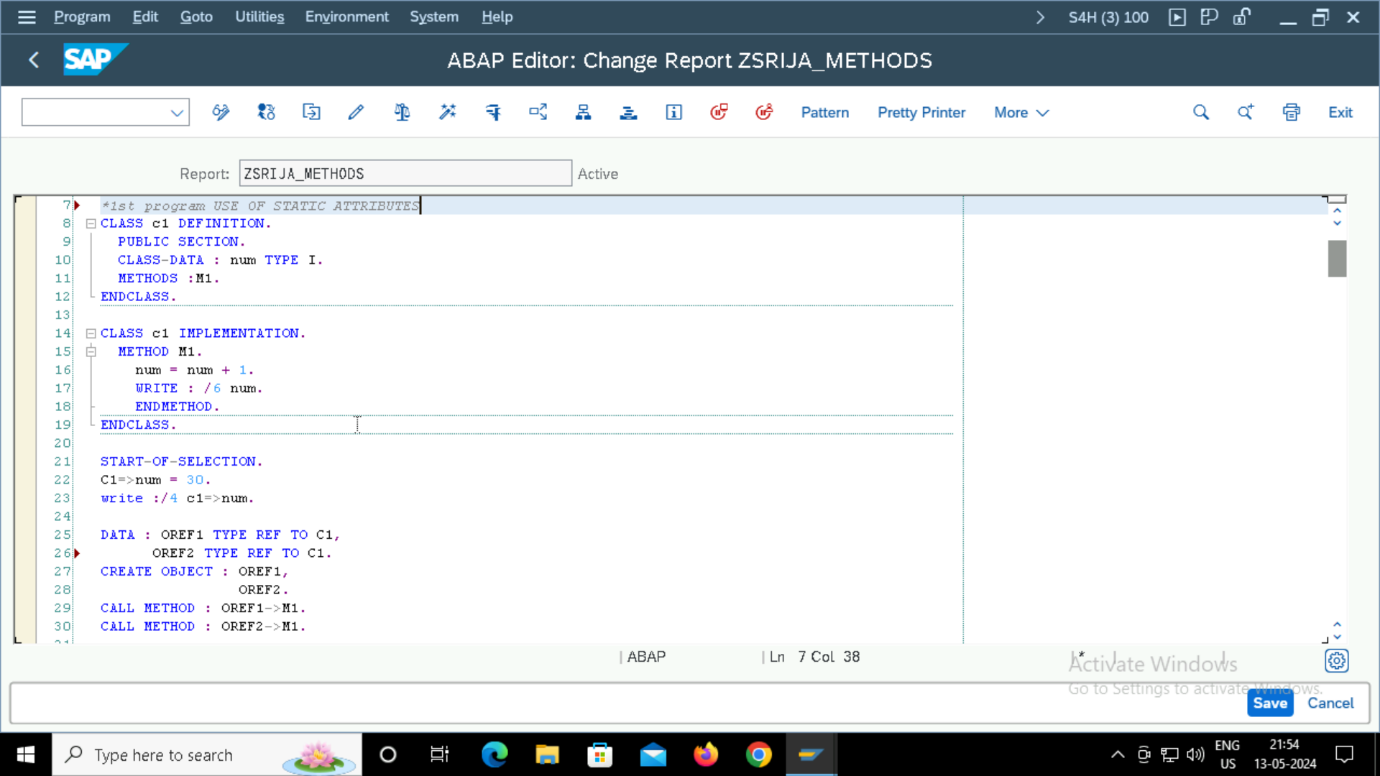 Program Edit Goto Utilities Environment System Help S4H (3) 100
SAP ABAP Editor: Change Report ZSRIJA_METHODS
Pattern Pretty Printer More Exit
Report: ZSRIJA_METHODS Active
7 *1st program USE OF STATIC ATTRIBUTES
8 CLASS c1 DEFINITION.
9 PUBLIC SECTION.
10 CLASS-DATA : num TYPE I.
11 METHODS :M1.
12 ENDCLASS.
13
14 CLASS c1 IMPLEMENTATION.
15 METHOD M1.
16 num = num + 1.
17 WRITE : /6 num.
18 ENDMETHOD.
19 ENDCLASS.
20
21 START-OF-SELECTION.
22 C1=>num = 30.
23 write :/4 c1=>num.
24
25 DATA : OREF1 TYPE REF TO C1,
26 OREF2 TYPE REF TO C1.
27 CREATE OBJECT : OREF1,
28 OREF2.
29 CALL METHOD : OREF1->M1.
30 CALL METHOD : OREF2->M1.
| ABAP | Ln 7 Col 38 | *
Activate Windows
Go to Settings to activate Windows.
Save Cancel
Type here to search
ENG 21:54
US 13-05-2024